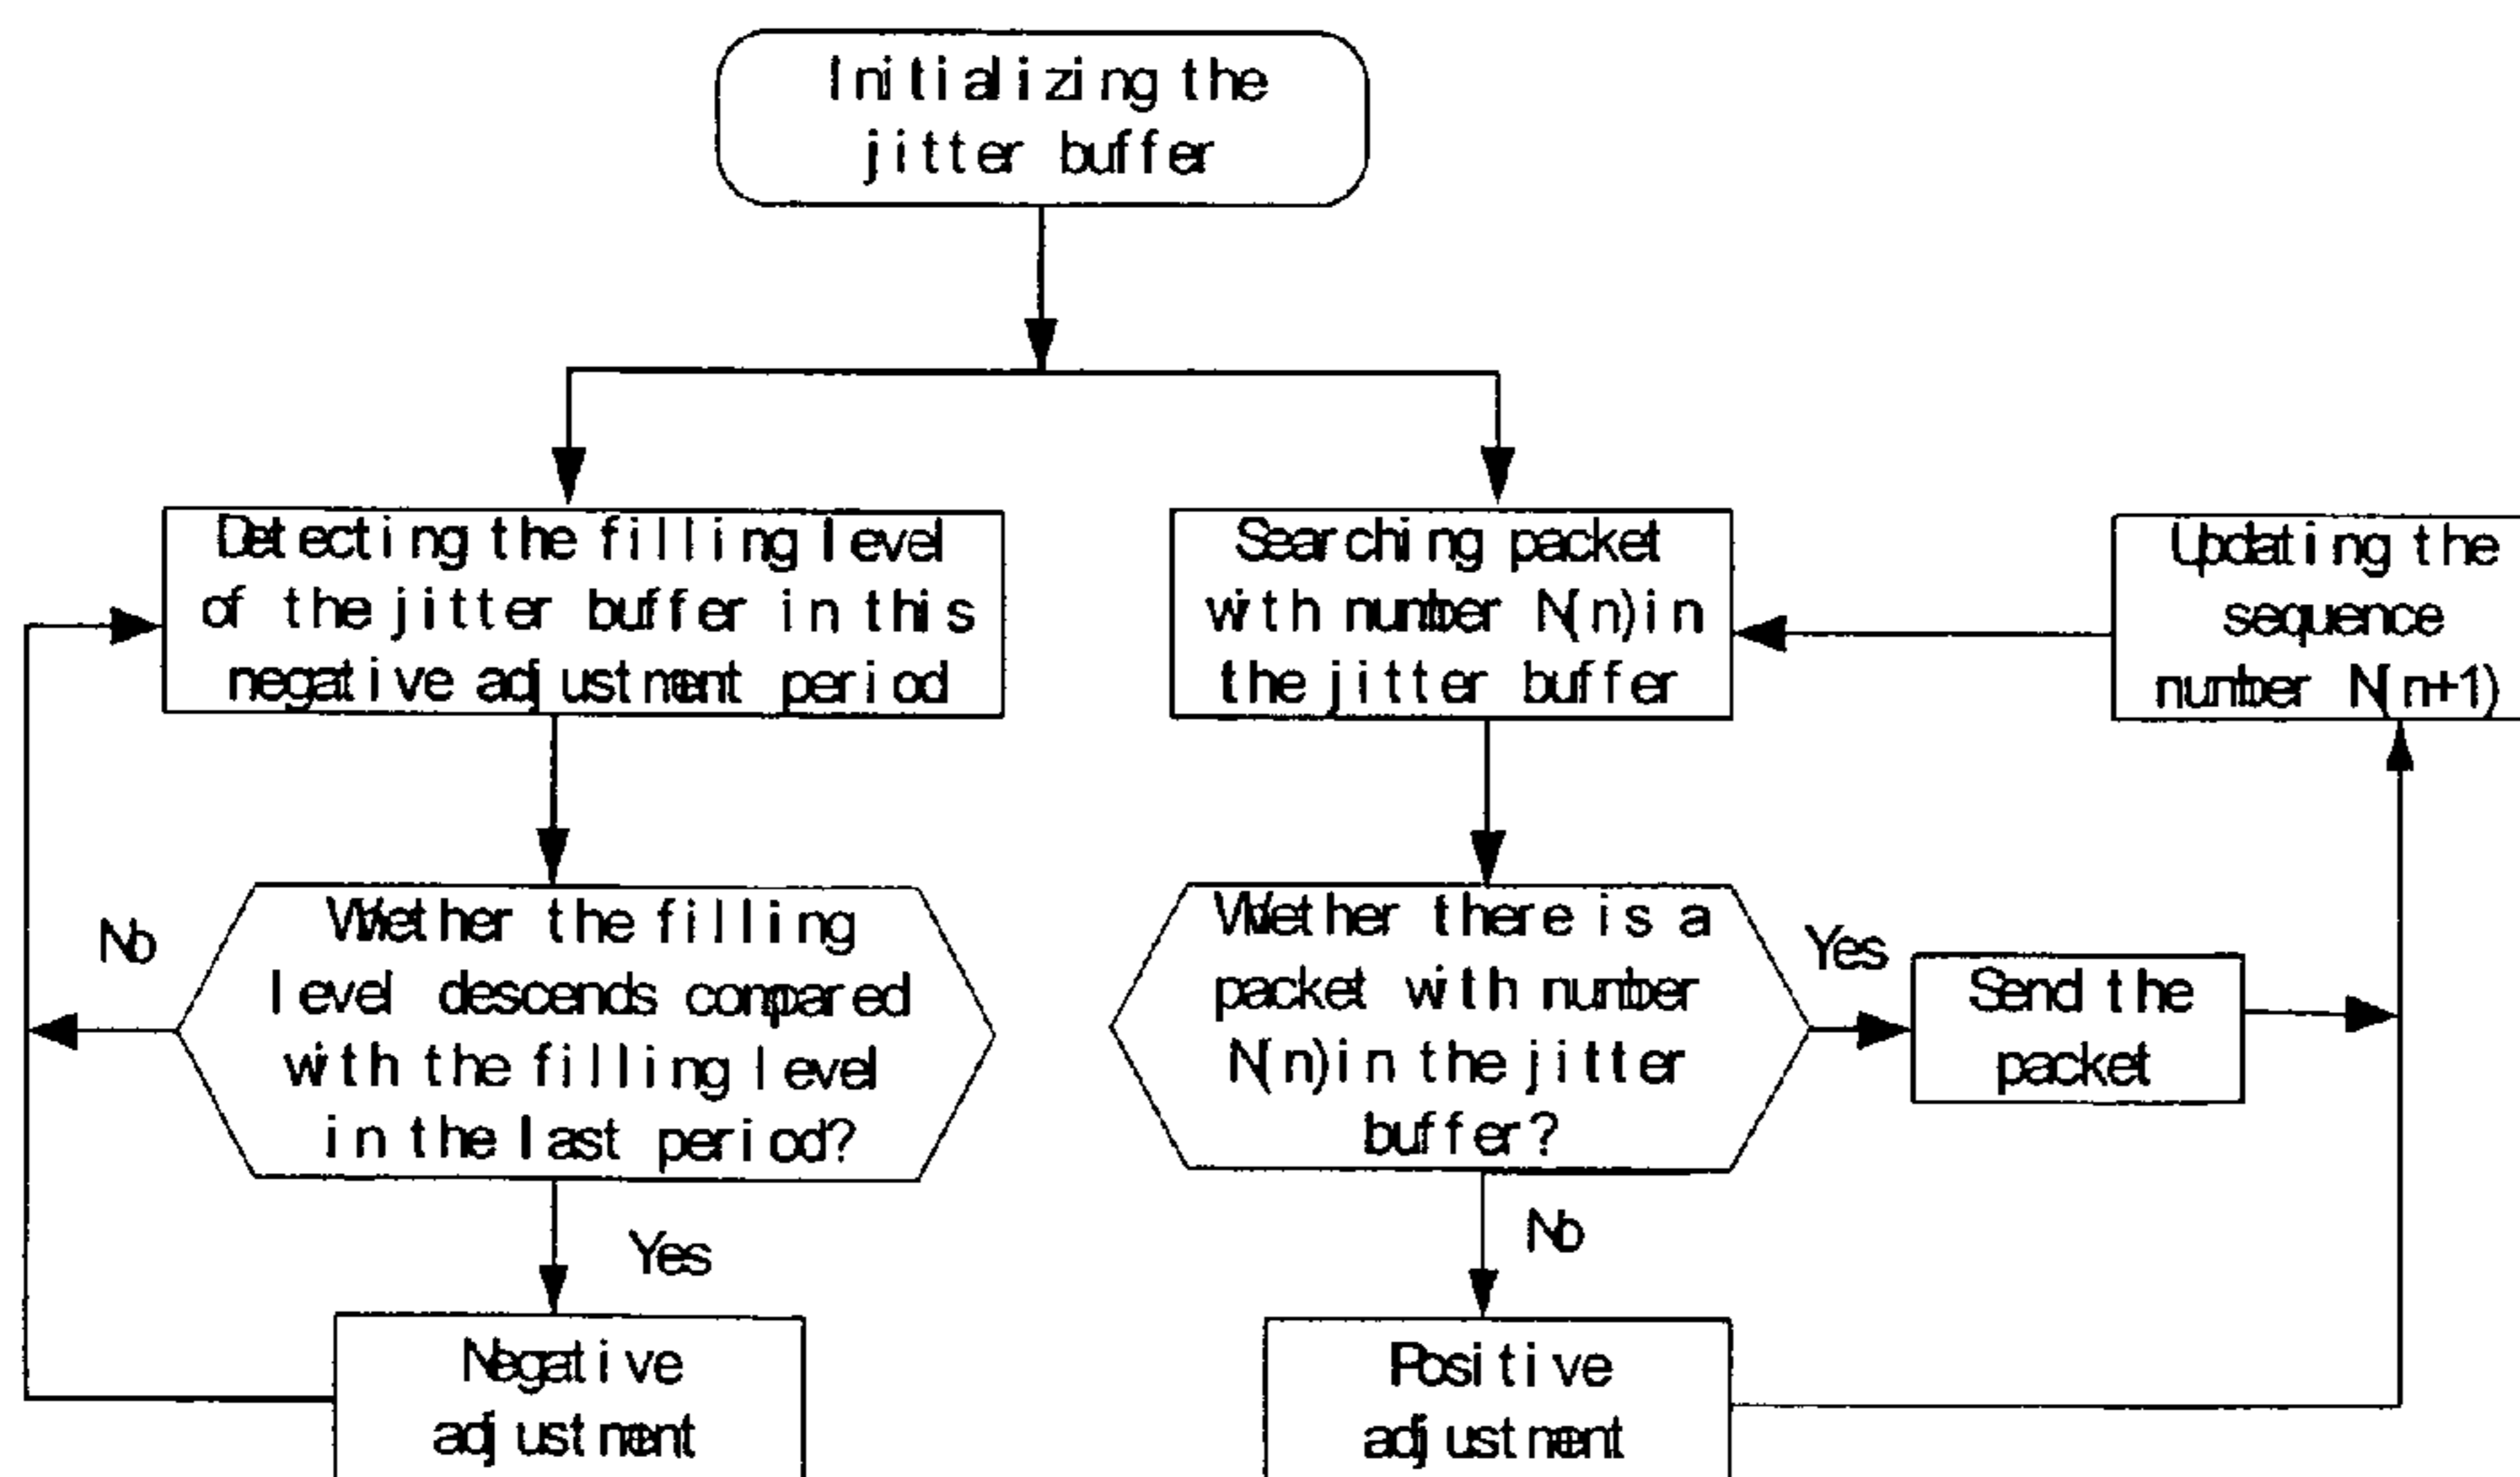 Initializing the
jitter buffer
Detecting the filling level
of the jitter buffer in this
negative adjustment period
Searching packet
with number N(n) in
the jitter buffer
Updating the
sequence
number N(n+1)
No
Whether the filling
level descends compared
with the filling level
in the last period?
Whether there is a
packet with number
N(n) in the jitter
buffer?
Yes
Send the
packet
Yes
No
Negative
adjustment
Positive
adjustment